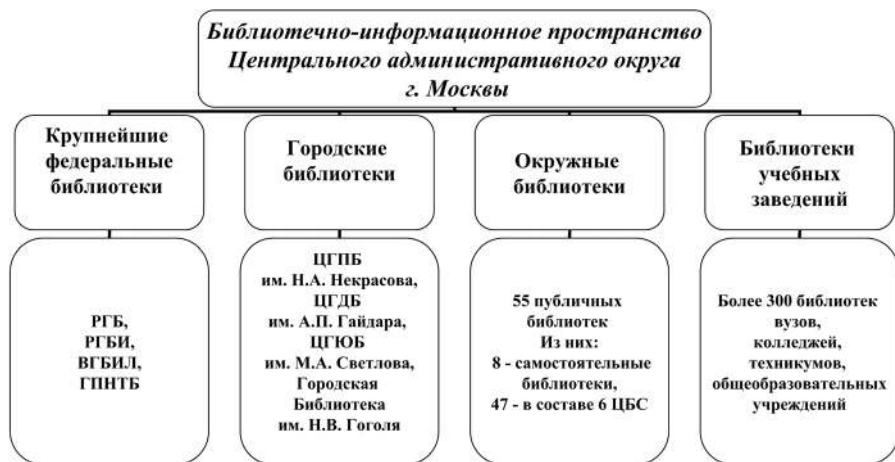 Библиотечно-информационное пространство
Центрального административного округа
г. Москвы
Крупнейшие
федеральные
библиотеки
Городские
библиотеки
Окружные
библиотеки
Библиотеки
учебных
заведений
РГБ,
РГБИ,
ВГБИЛ,
ГПНТБ
ЦГПБ
им. Н.А. Некрасова,
ЦГДБ
им. А.П. Гайдара,
ЦГЮБ
им. М.А. Светлова,
Городская
Библиотека
им. Н.В. Гоголя
55 публичных
библиотек
Из них:
8 - самостоятельные
библиотеки,
47 - в составе 6 ЦБС
Более 300 библиотек
вузов,
колледжей,
техникумов,
общеобразовательных
учреждений